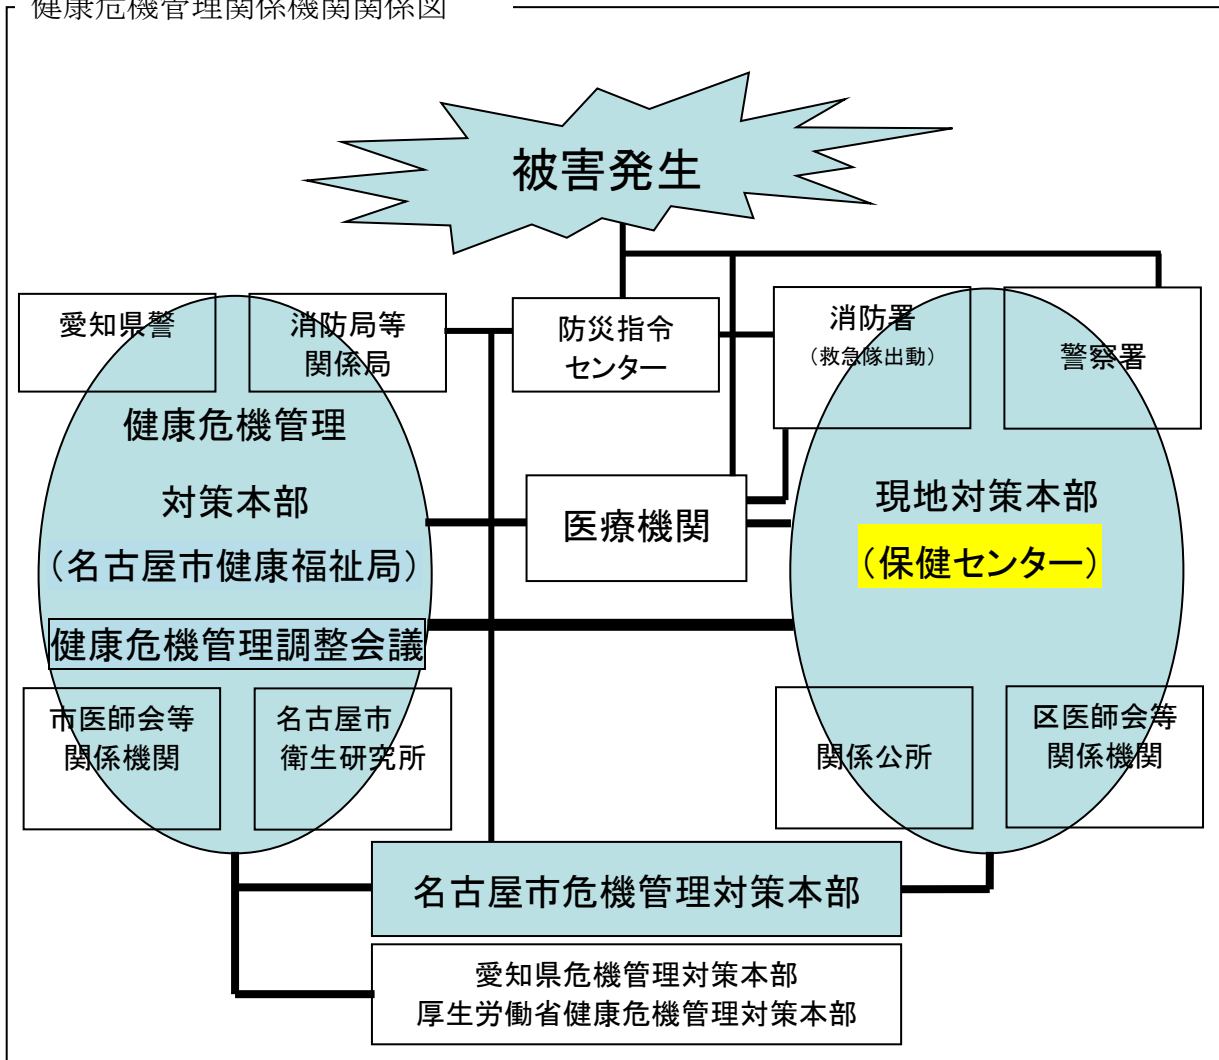 健康危機管理関係機関関係図
被害発生
愛知県警
消防局等
関係局
防災指令
センター
消防署
（救急隊出動）
警察署
健康危機管理
対策本部
（名古屋市健康福祉局）
健康危機管理調整会議
医療機関
現地対策本部
（保健センター）
市医師会等
関係機関
名古屋市
衛生研究所
関係公所
区医師会等
関係機関
名古屋市危機管理対策本部
愛知県危機管理対策本部
厚生労働省健康危機管理対策本部